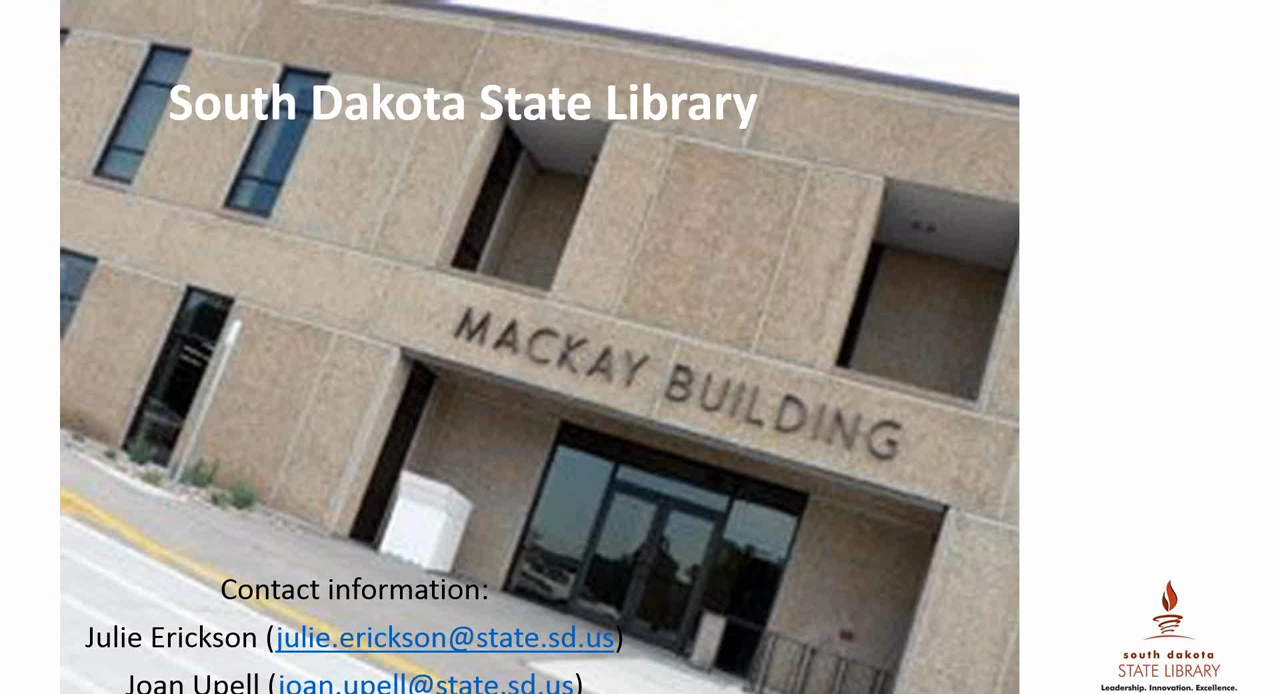 South Dakota State Library
MACKAY BUILDING
Contact information:
Julie Erickson (julie.erickson@state.sd.us)
Joan Upell (joan.upell@state.sd.us)
south dakota
STATE LIBRARY
Leadership. Innovation. Excellence.